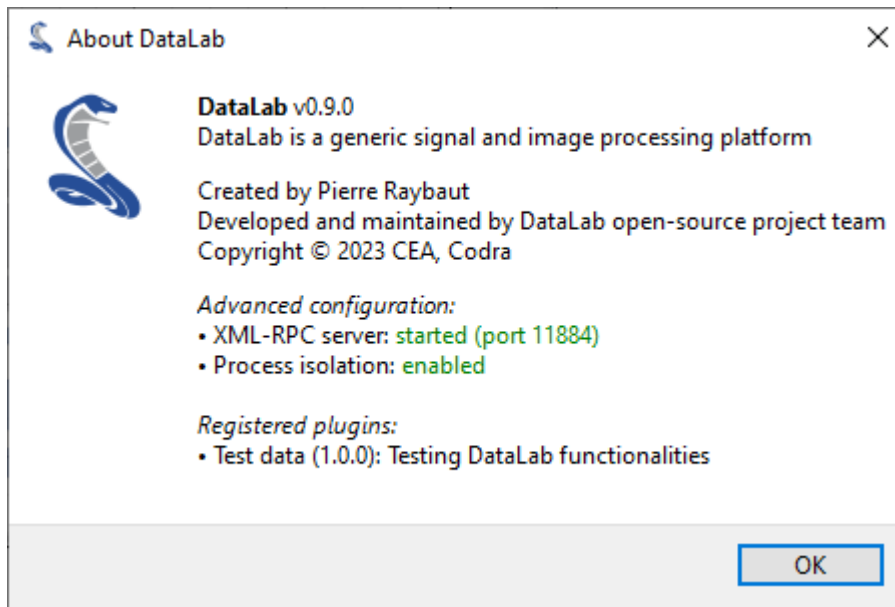 About DataLab
DataLab v0.9.0
DataLab is a generic signal and image processing platform
Created by Pierre Raybaut
Developed and maintained by DataLab open-source project team
Copyright © 2023 CEA, Codra
Advanced configuration:
• XML-RPC server: started (port 11884)
• Process isolation: enabled
Registered plugins:
• Test data (1.0.0): Testing DataLab functionalities
OK